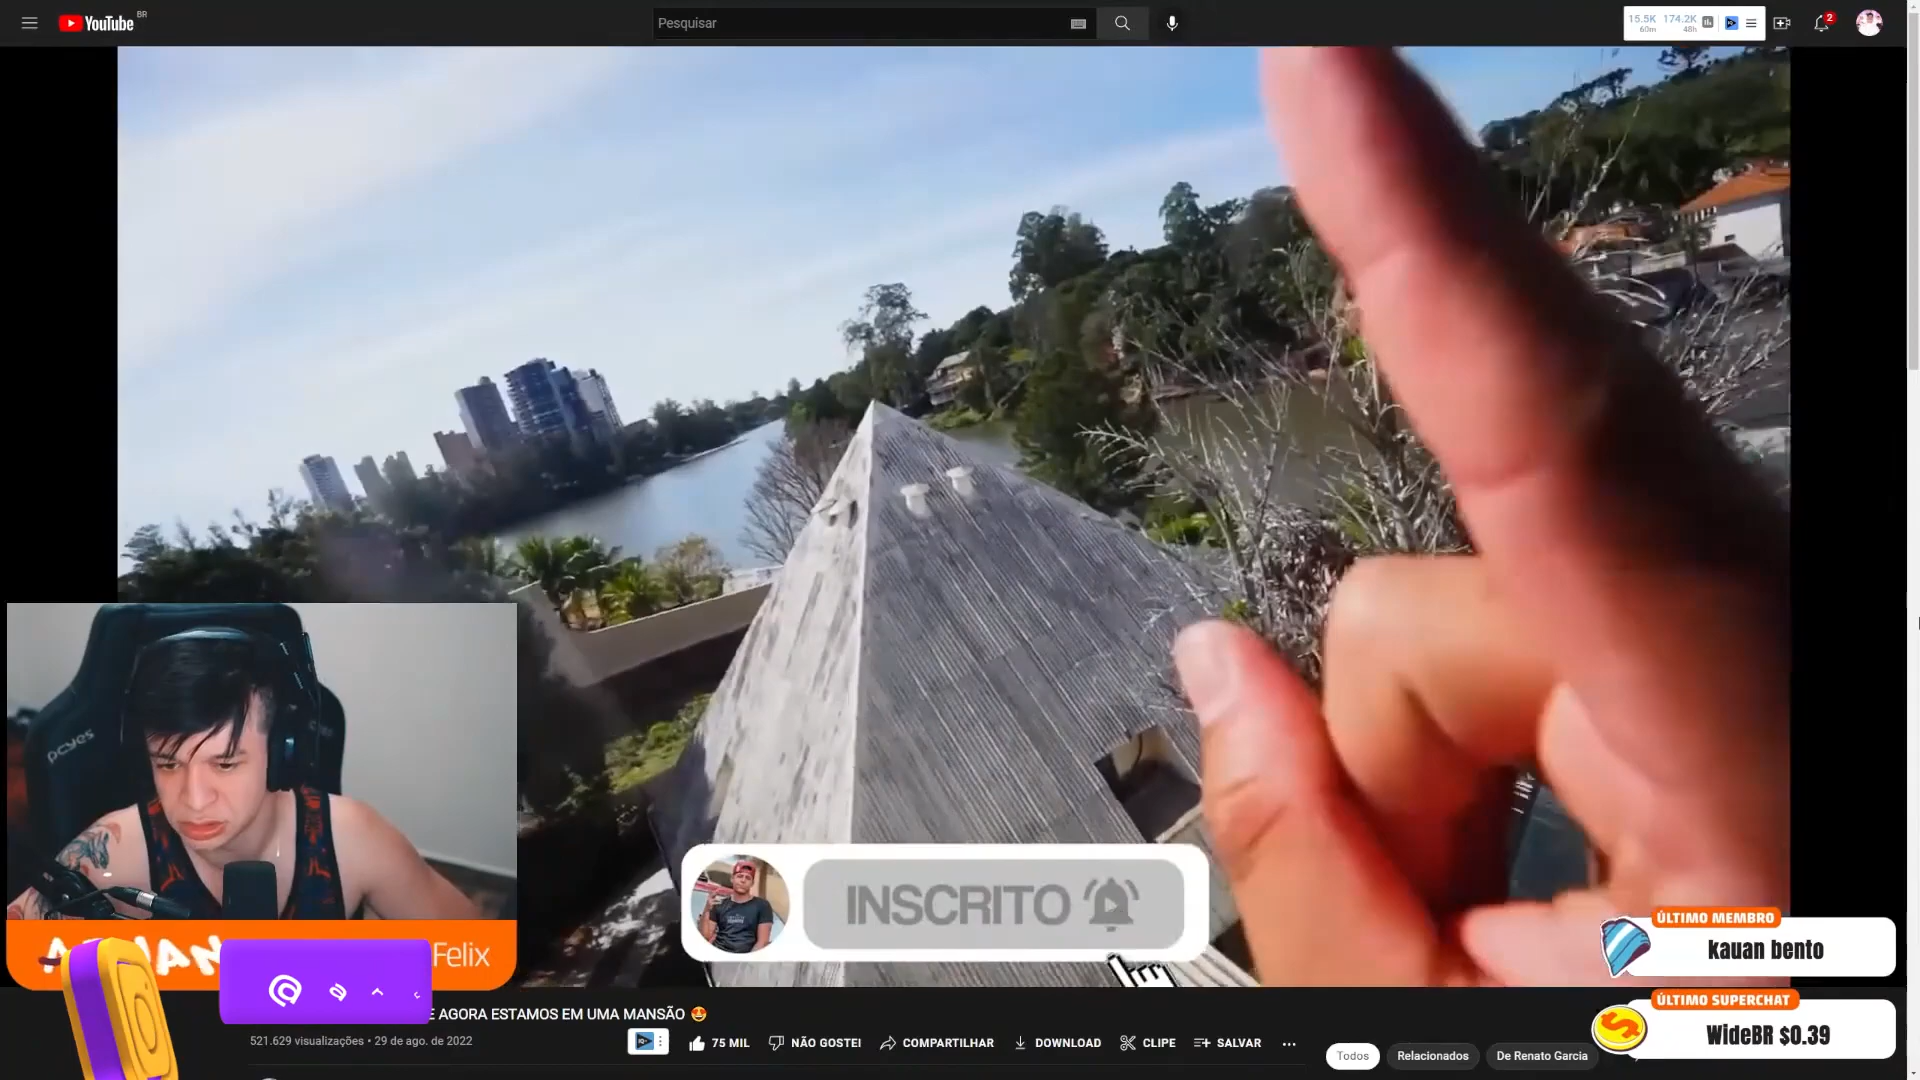 YouTube BR
Pesquisar
15.5K 174.2K
60m 48h
2
pcyes
INSCRITO
Felix
ÚLTIMO MEMBRO
kauan bento
ÚLTIMO SUPERCHAT
WideBR $0.39
E AGORA ESTAMOS EM UMA MANSÃO
521.629 visualizações • 29 de ago. de 2022
75 MIL NÃO GOSTEI COMPARTILHAR DOWNLOAD CLIPE SALVAR
Todos Relacionados De Renato Garcia